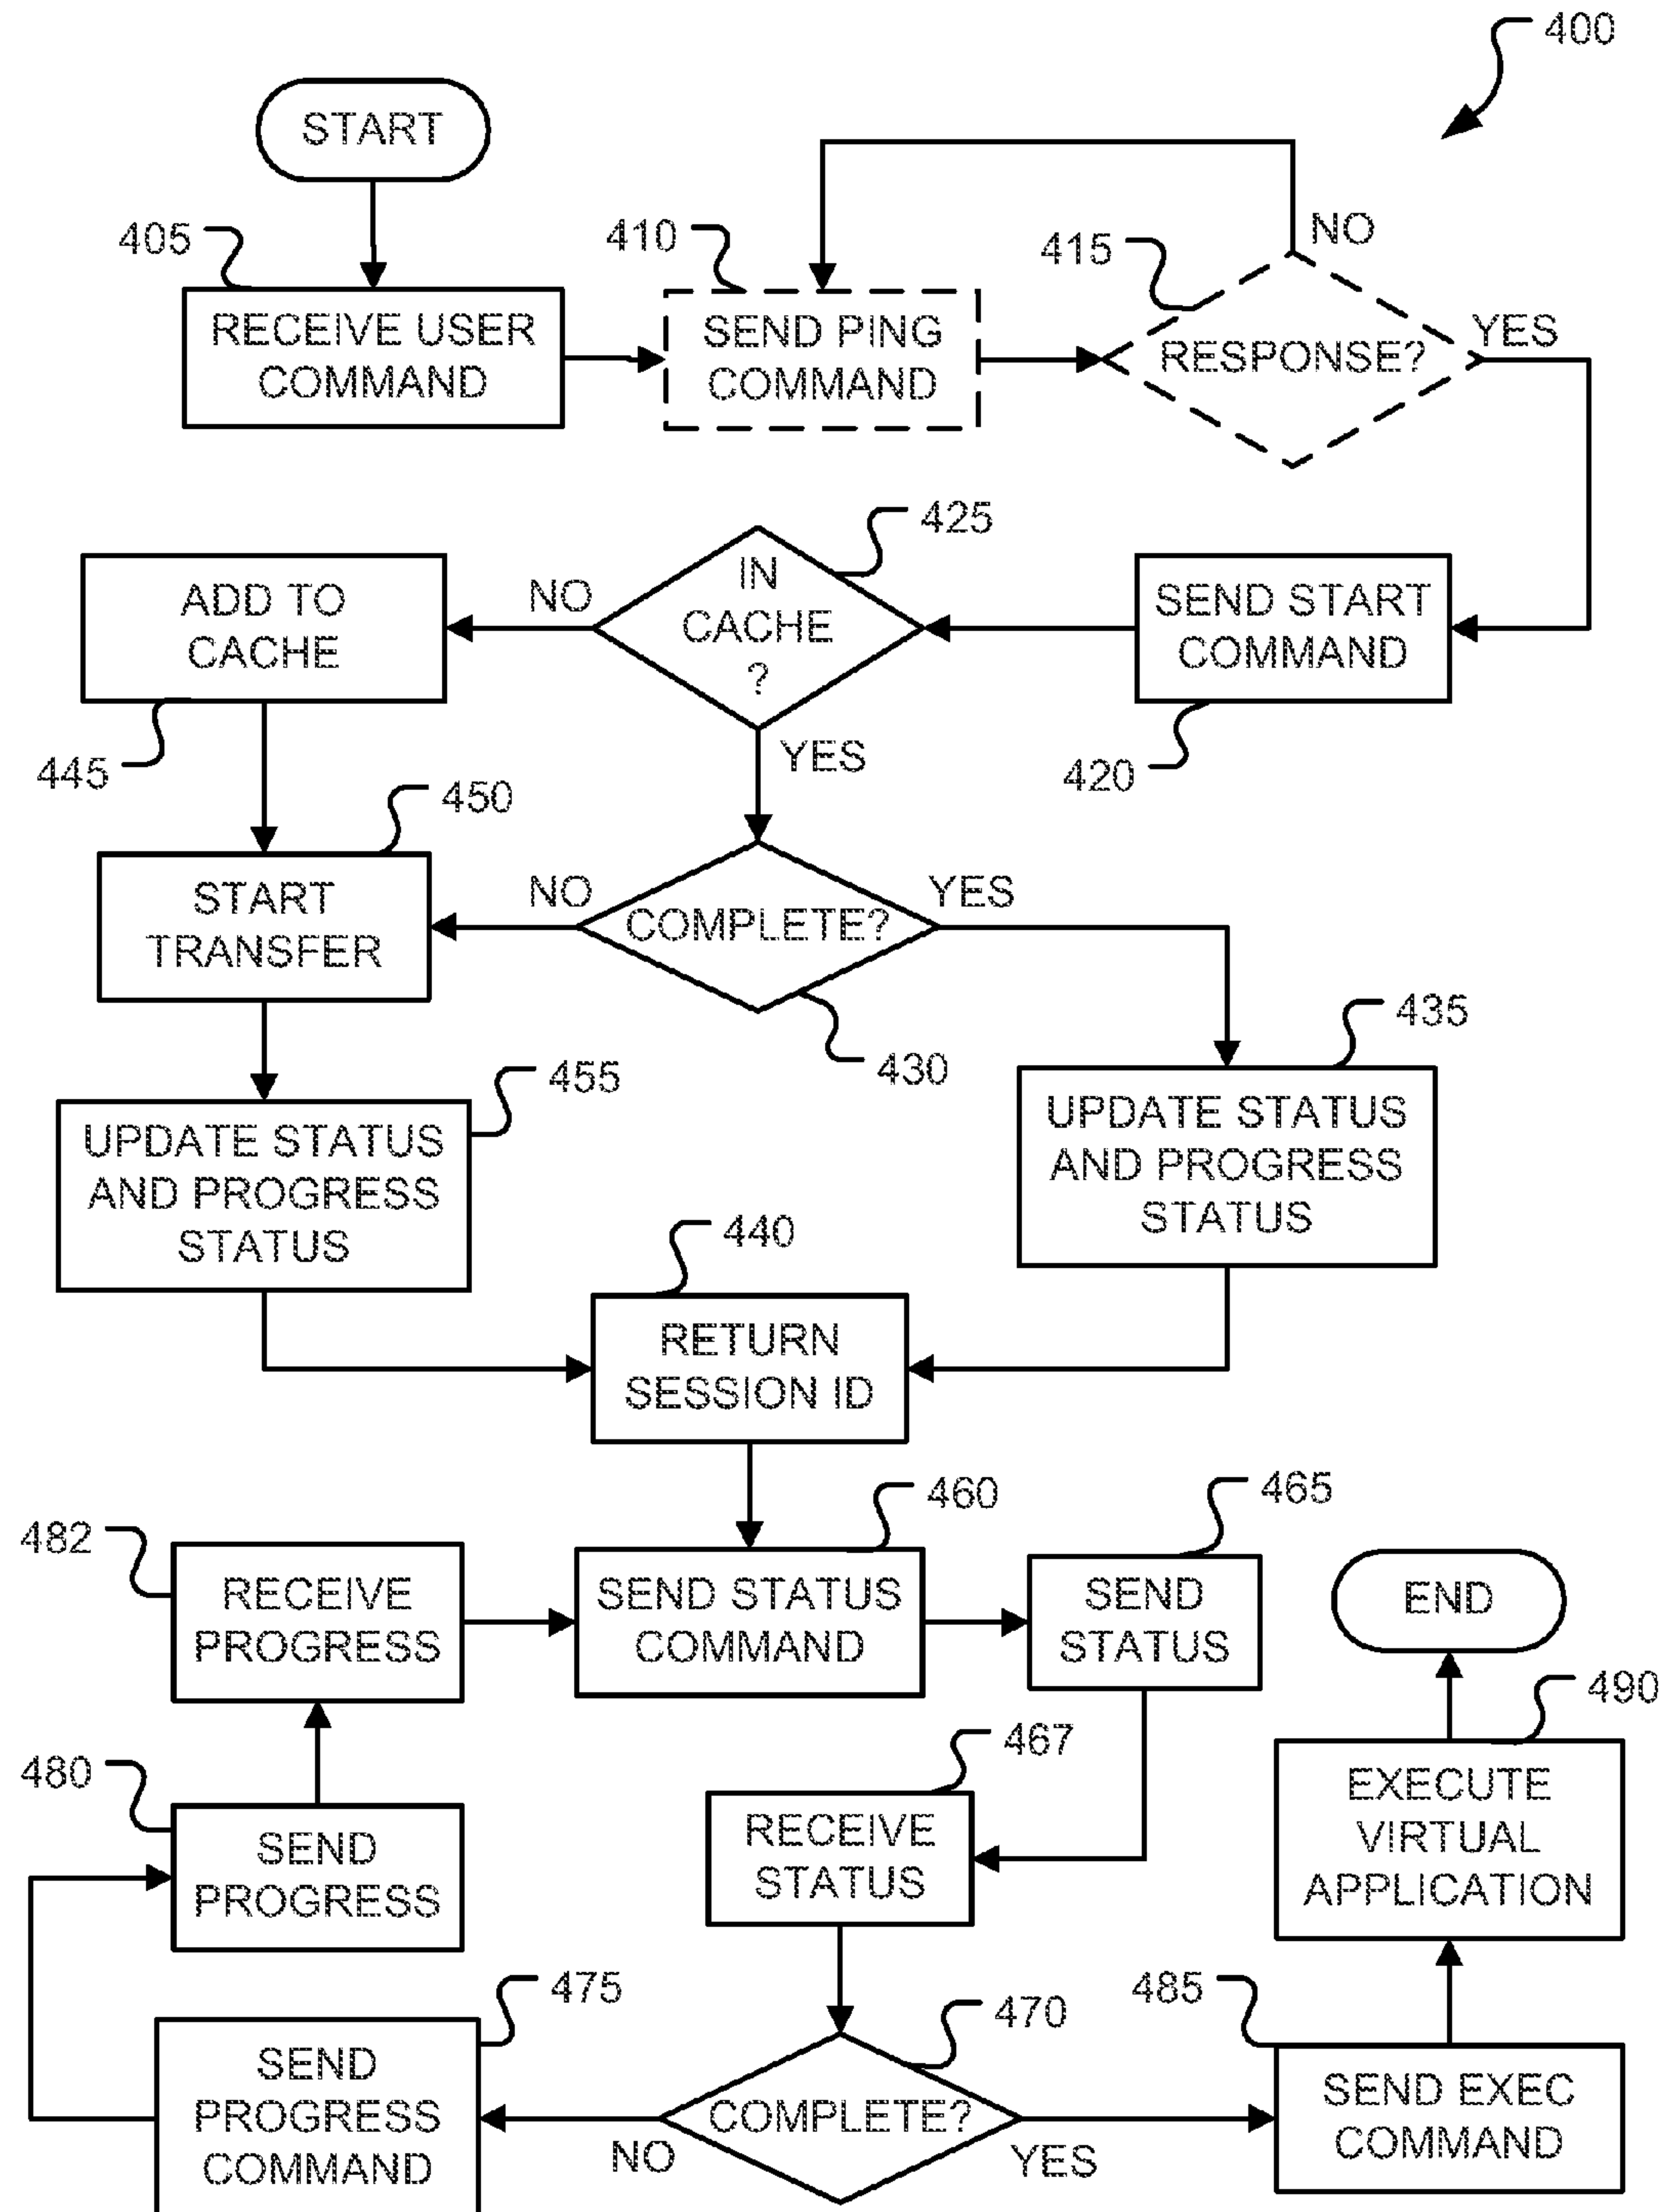 400
START
405
RECEIVE USER
COMMAND
410
SEND PING
COMMAND
415
RESPONSE?
NO
YES
425
IN
CACHE
?
NO
YES
ADD TO
CACHE
445
SEND START
COMMAND
420
450
START
TRANSFER
NO
COMPLETE?
YES
430
435
UPDATE STATUS
AND PROGRESS
STATUS
455
UPDATE STATUS
AND PROGRESS
STATUS
440
RETURN
SESSION ID
482
RECEIVE
PROGRESS
460
SEND STATUS
COMMAND
465
SEND
STATUS
END
490
EXECUTE
VIRTUAL
APPLICATION
467
RECEIVE
STATUS
480
SEND
PROGRESS
475
SEND
PROGRESS
COMMAND
470
COMPLETE?
NO
YES
485
SEND EXEC
COMMAND